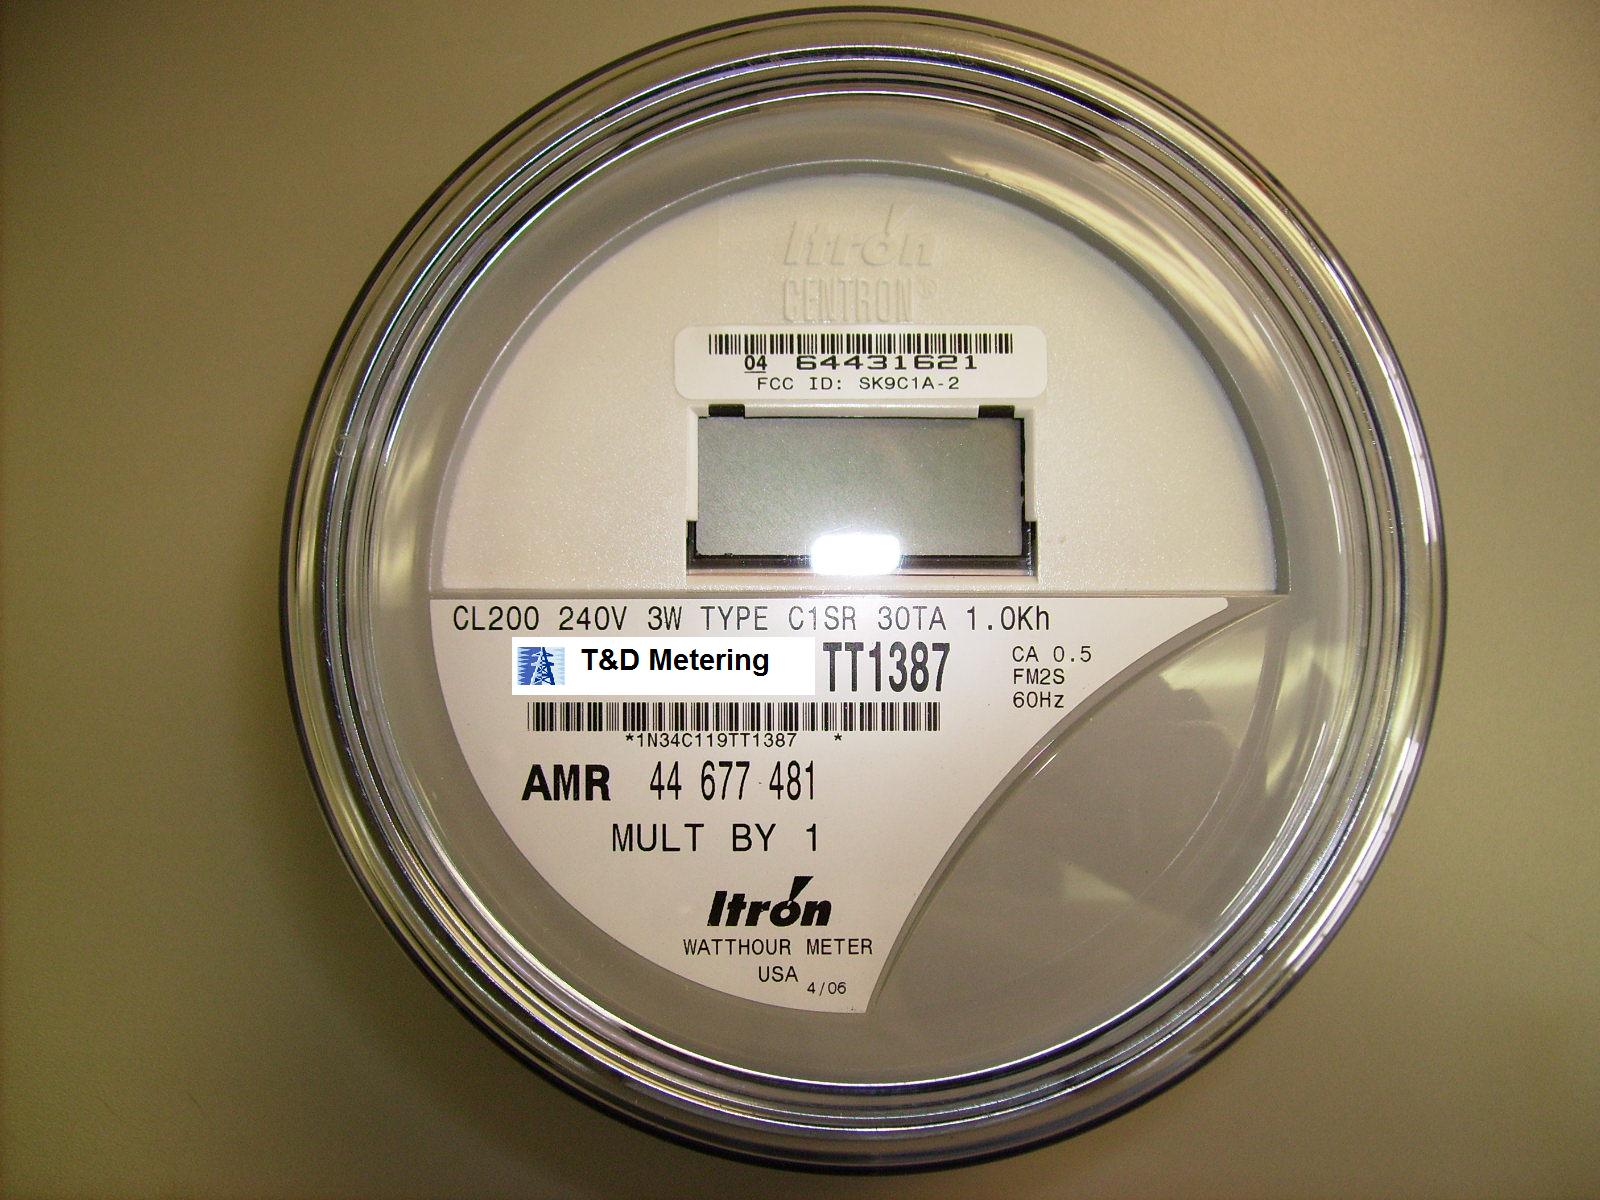 Itron
CENTRON®
04 64431621
FCC ID: SK9C1A-2
CL200 240V 3W TYPE C1SR 30TA 1.0Kh
T&D Metering TT1387
CA 0.5
FM2S
60Hz
*1N34C119TT1387 *
AMR 44 677 481
MULT BY 1
Itron
WATTHOUR METER
USA
4/06